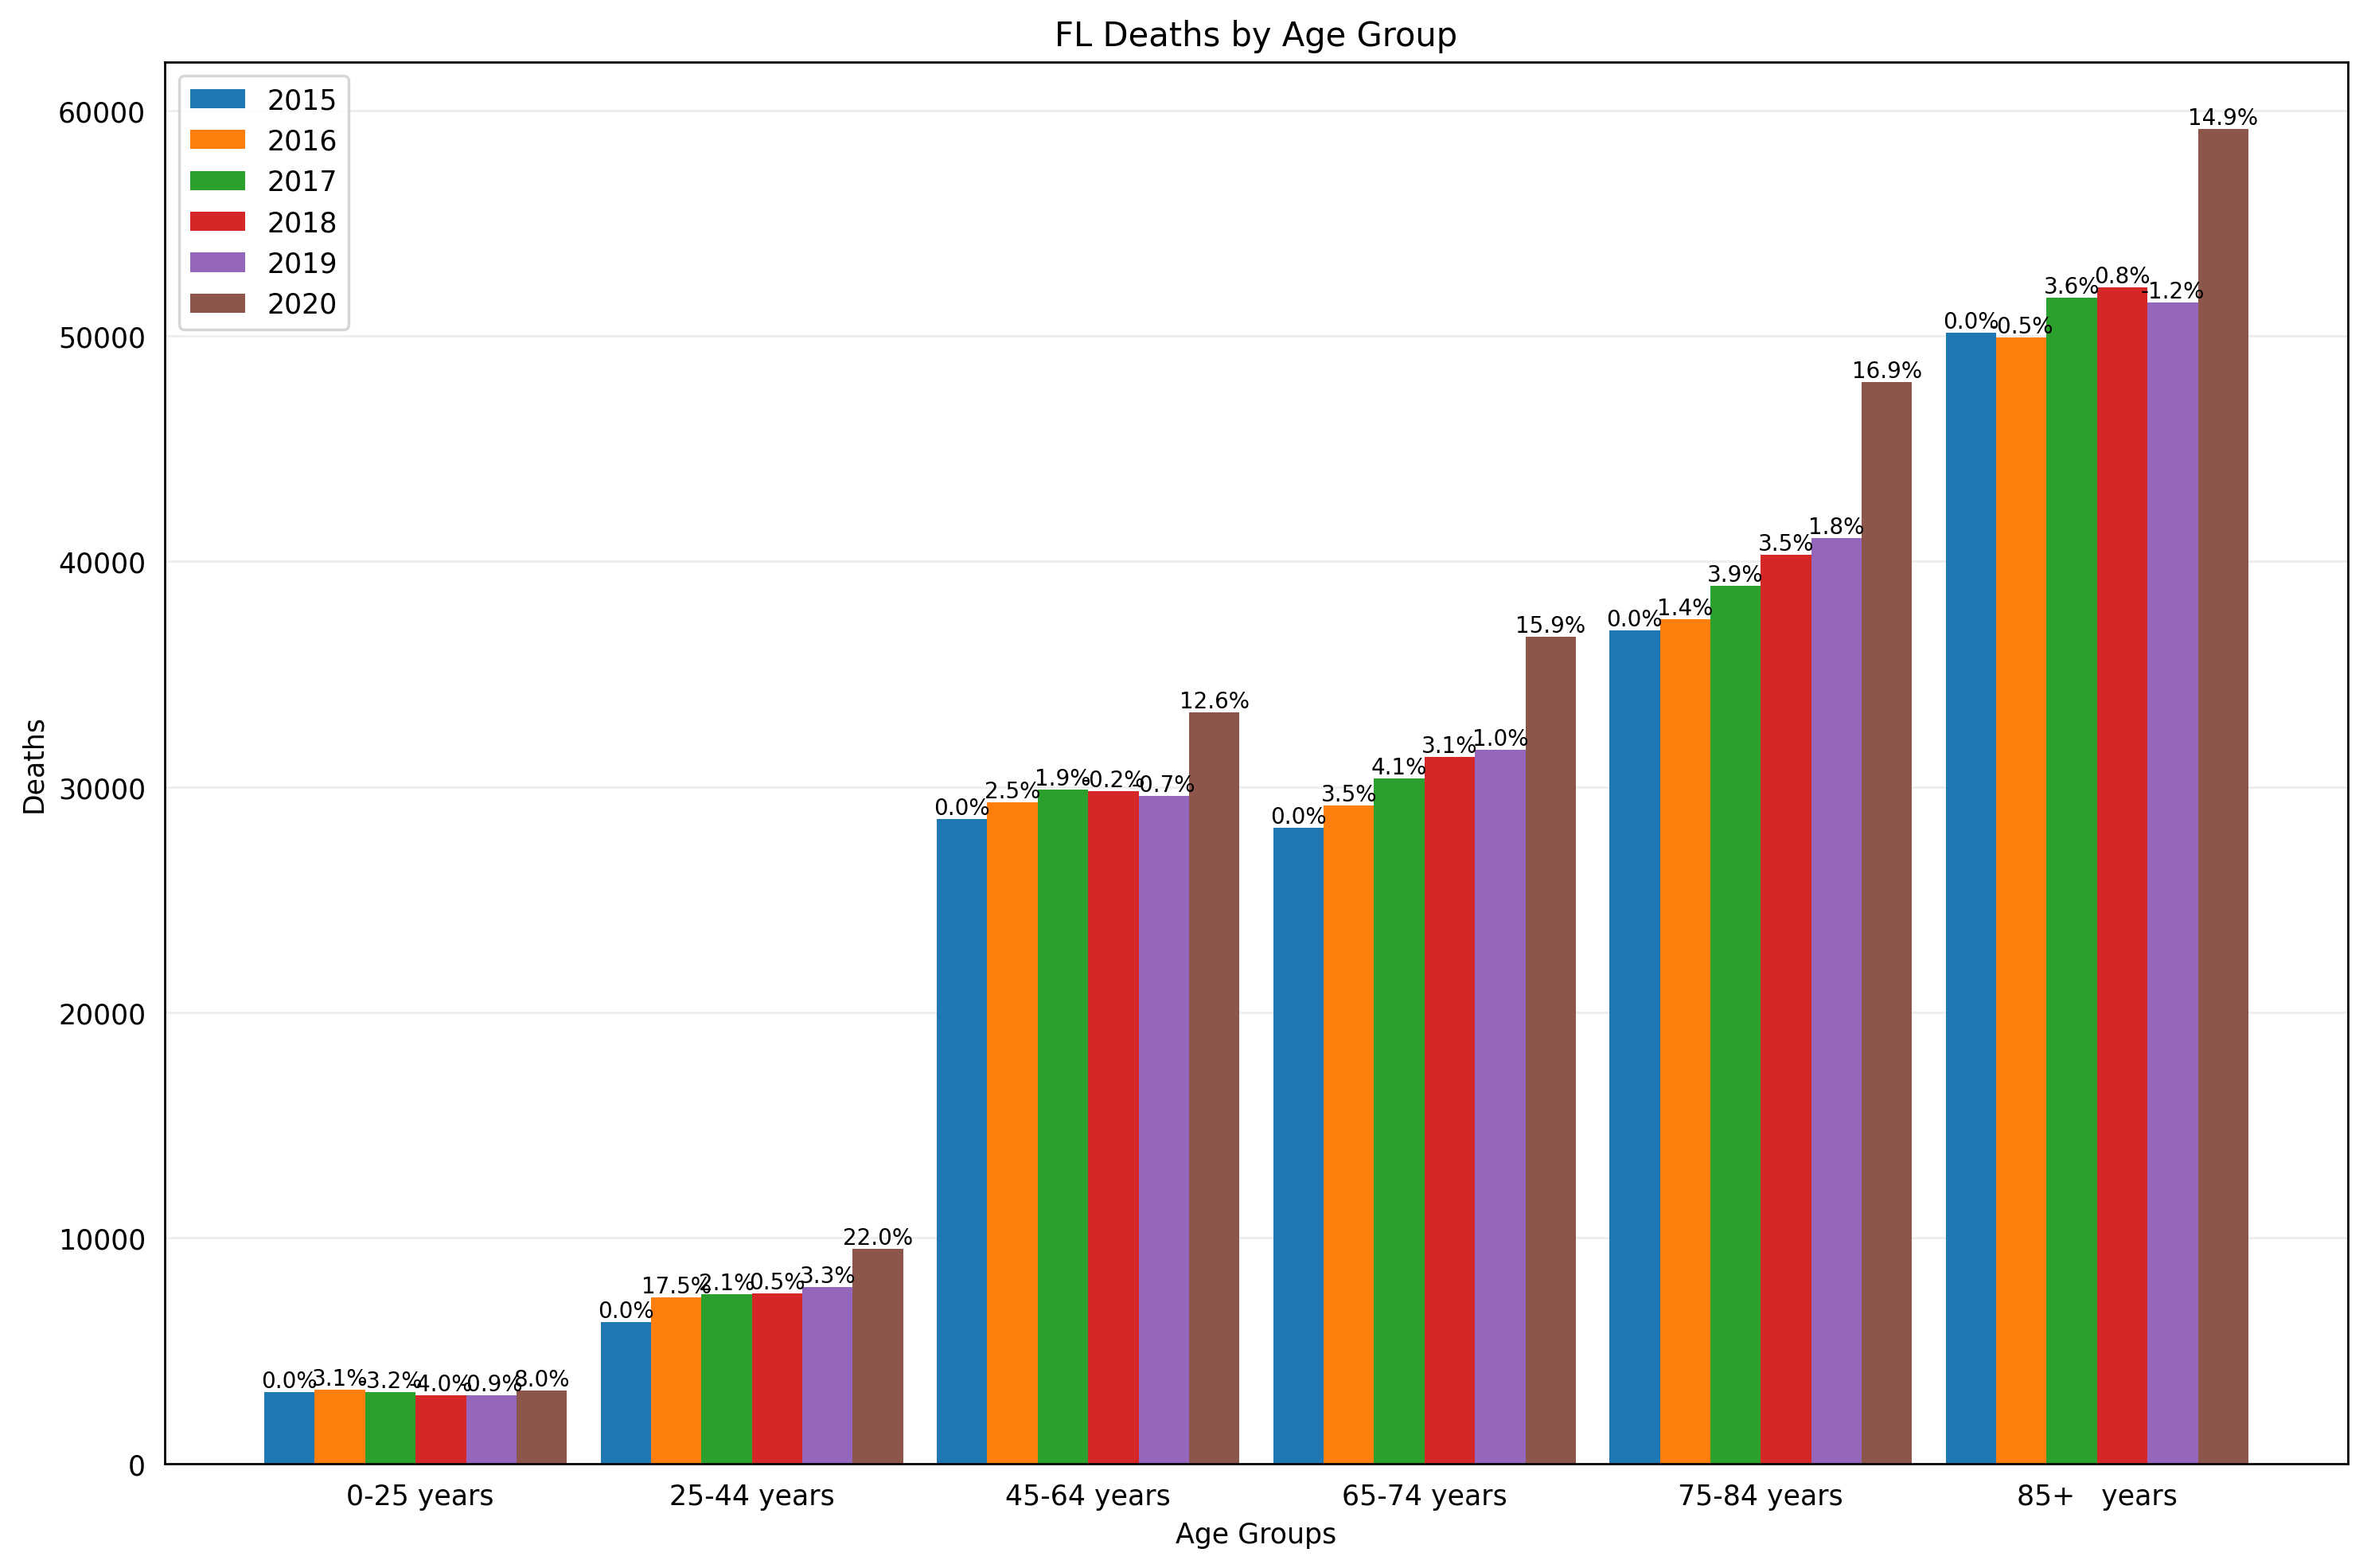 FL Deaths by Age Group
2015
2016
2017
2018
2019
2020
60000
50000
40000
30000
20000
10000
0
Deaths
0.0% 3.1% -3.2% -4.0% 0.9% 8.0%
0.0% 17.5% 2.1% 0.5% 3.3% 22.0%
0.0% 2.5% 1.9% -0.2% -0.7% 12.6%
0.0% 3.5% 4.1% 3.1% 1.0% 15.9%
0.0% 1.4% 3.9% 3.5% 1.8% 16.9%
0.0% -0.5% 3.6% 0.8% -1.2% 14.9%
0-25 years 25-44 years 45-64 years 65-74 years 75-84 years 85+ years
Age Groups